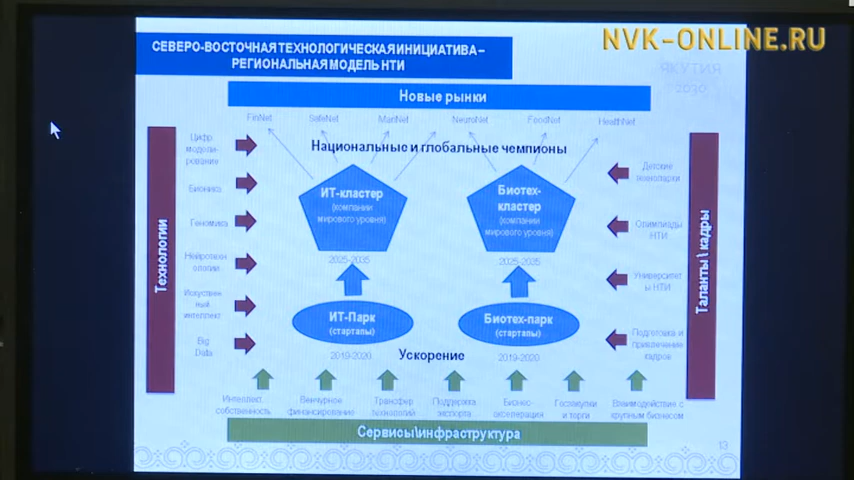 NVK-ONLINE.RU
СЕВЕРО-ВОСТОЧНАЯ ТЕХНОЛОГИЧЕСКАЯ ИНИЦИАТИВА –
РЕГИОНАЛЬНАЯ МОДЕЛЬ НТИ
ЯКУТИЯ
2030
Новые рынки
FinNet
SafeNet
MariNet
NeuroNet
FoodNet
HealthNet
Национальные и глобальные чемпионы
Технологии
Цифр.
модели-
рование
Бионика
Геномика
Нейротехн
ологии
Искуствен
ный
интеллект
Big
Data
ИТ-кластер
(компании
мирового уровня)
2025-2035
Биотех-
кластер
(компании
мирового уровня)
2025-2035
ИТ-Парк
(стартапы)
2019-2020
Биотех-парк
(стартапы)
2019-2020
Ускорение
Детские
технопарки
Олимпиады
НТИ
Университет
ы НТИ
Подготовка и
привлечение
кадров
Таланты\ кадры
Интеллект.
собственность
Венчурное
финансирование
Трансфер
технологий
Поддержка
экспорта
Бизнес-
акселерация
Госзакупки
и торги
Взаимодействие с
крупным бизнесом
Сервисы\инфраструктура
13